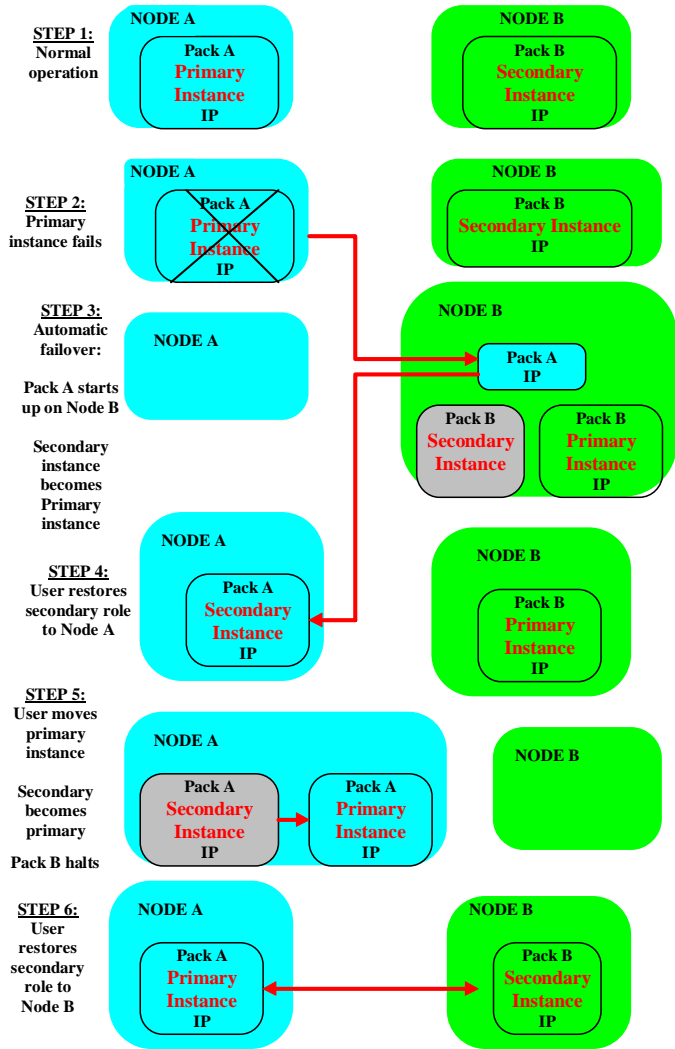 STEP 1:
Normal
operation
NODE A
Pack A
Primary
Instance
IP
NODE B
Pack B
Secondary
Instance
IP
STEP 2:
Primary
instance fails
NODE A
Pack A
Primary
Instance
IP
NODE B
Pack B
Secondary Instance
IP
STEP 3:
Automatic
failover:
Pack A starts
up on Node B
Secondary
instance
becomes
Primary
instance
NODE A
NODE B
Pack A
IP
Pack B
Secondary
Instance
Pack B
Primary
Instance
IP
STEP 4:
User restores
secondary role
to Node A
NODE A
Pack A
Secondary
Instance
IP
NODE B
Pack B
Primary
Instance
IP
STEP 5:
User moves
primary
instance
Secondary
becomes
primary
Pack B halts
NODE A
Pack A
Secondary
Instance
IP
Pack A
Primary
Instance
IP
NODE B
STEP 6:
User
restores
secondary
role to
Node B
NODE A
Pack A
Primary
Instance
IP
NODE B
Pack B
Secondary
Instance
IP